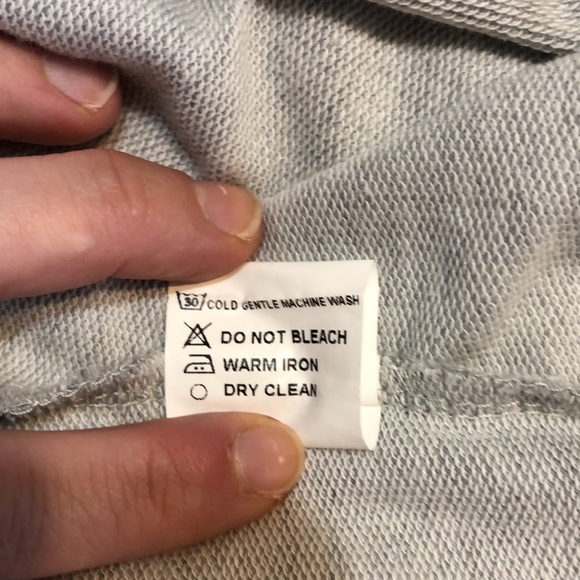 30 COLD GENTLE MACHINE WASH
DO NOT BLEACH
WARM IRON
DRY CLEAN